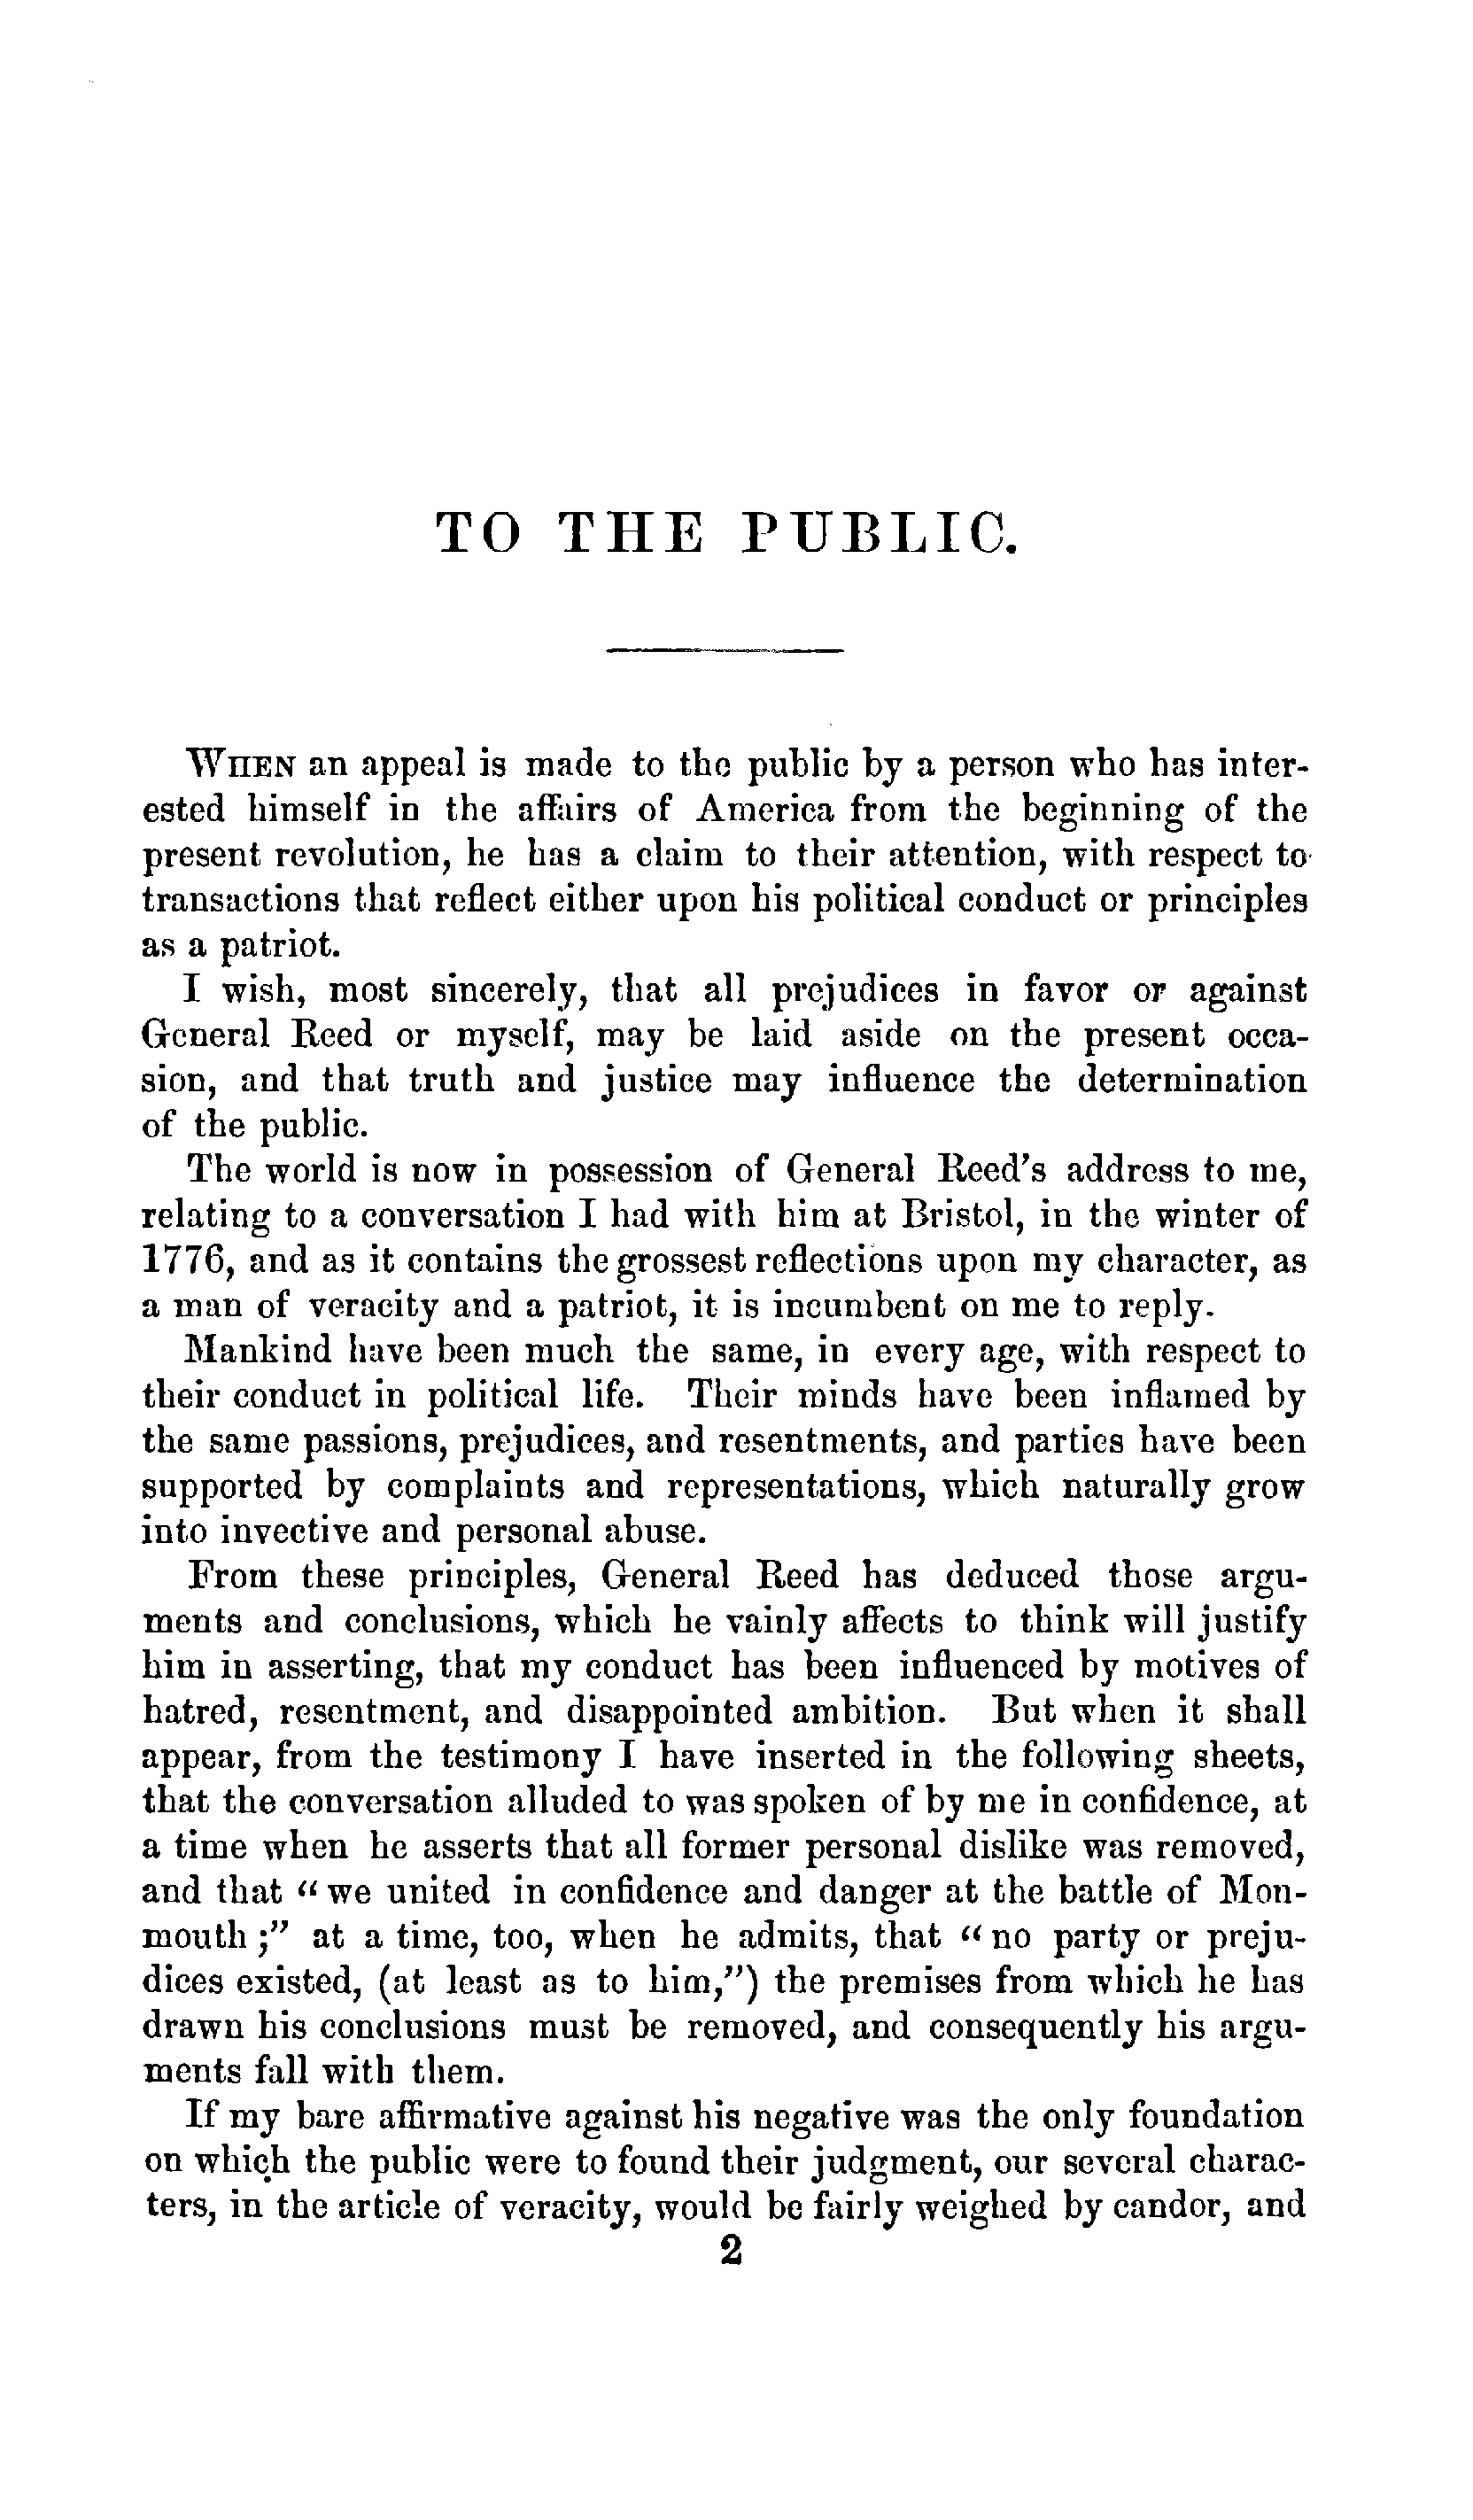 TO THE PUBLIC.
WHEN an appeal is made to the public by a person who has inter-
ested himself in the affairs of America from the beginning of the
present revolution, he has a claim to their attention, with respect to
transactions that reflect either upon his political conduct or principles
as a patriot.
I wish, most sincerely, that all prejudices in favor or against
General Reed or myself, may be laid aside on the present occa-
sion, and that truth and justice may influence the determination
of the public.
The world is now in possession of General Reed's address to me,
relating to a conversation I had with him at Bristol, in the winter of
1776, and as it contains the grossest reflections upon my character, as
a man of veracity and a patriot, it is incumbent on me to reply.
Mankind have been much the same, in every age, with respect to
their conduct in political life. Their minds have been inflamed by
the same passions, prejudices, and resentments, and parties have been
supported by complaints and representations, which naturally grow
into invective and personal abuse.
From these principles, General Reed has deduced those argu-
ments and conclusions, which he vainly affects to think will justify
him in asserting, that my conduct has been influenced by motives of
hatred, resentment, and disappointed ambition. But when it shall
appear, from the testimony I have inserted in the following sheets,
that the conversation alluded to was spoken of by me in confidence, at
a time when he asserts that all former personal dislike was removed,
and that "we united in confidence and danger at the battle of Mon-
mouth;" at a time, too, when he admits, that "no party or preju-
dices existed, (at least as to him,") the premises from which he has
drawn his conclusions must be removed, and consequently his argu-
ments fall with them.
If my bare affirmative against his negative was the only foundation
on which the public were to found their judgment, our several charac-
ters, in the article of veracity, would be fairly weighed by candor, and
2